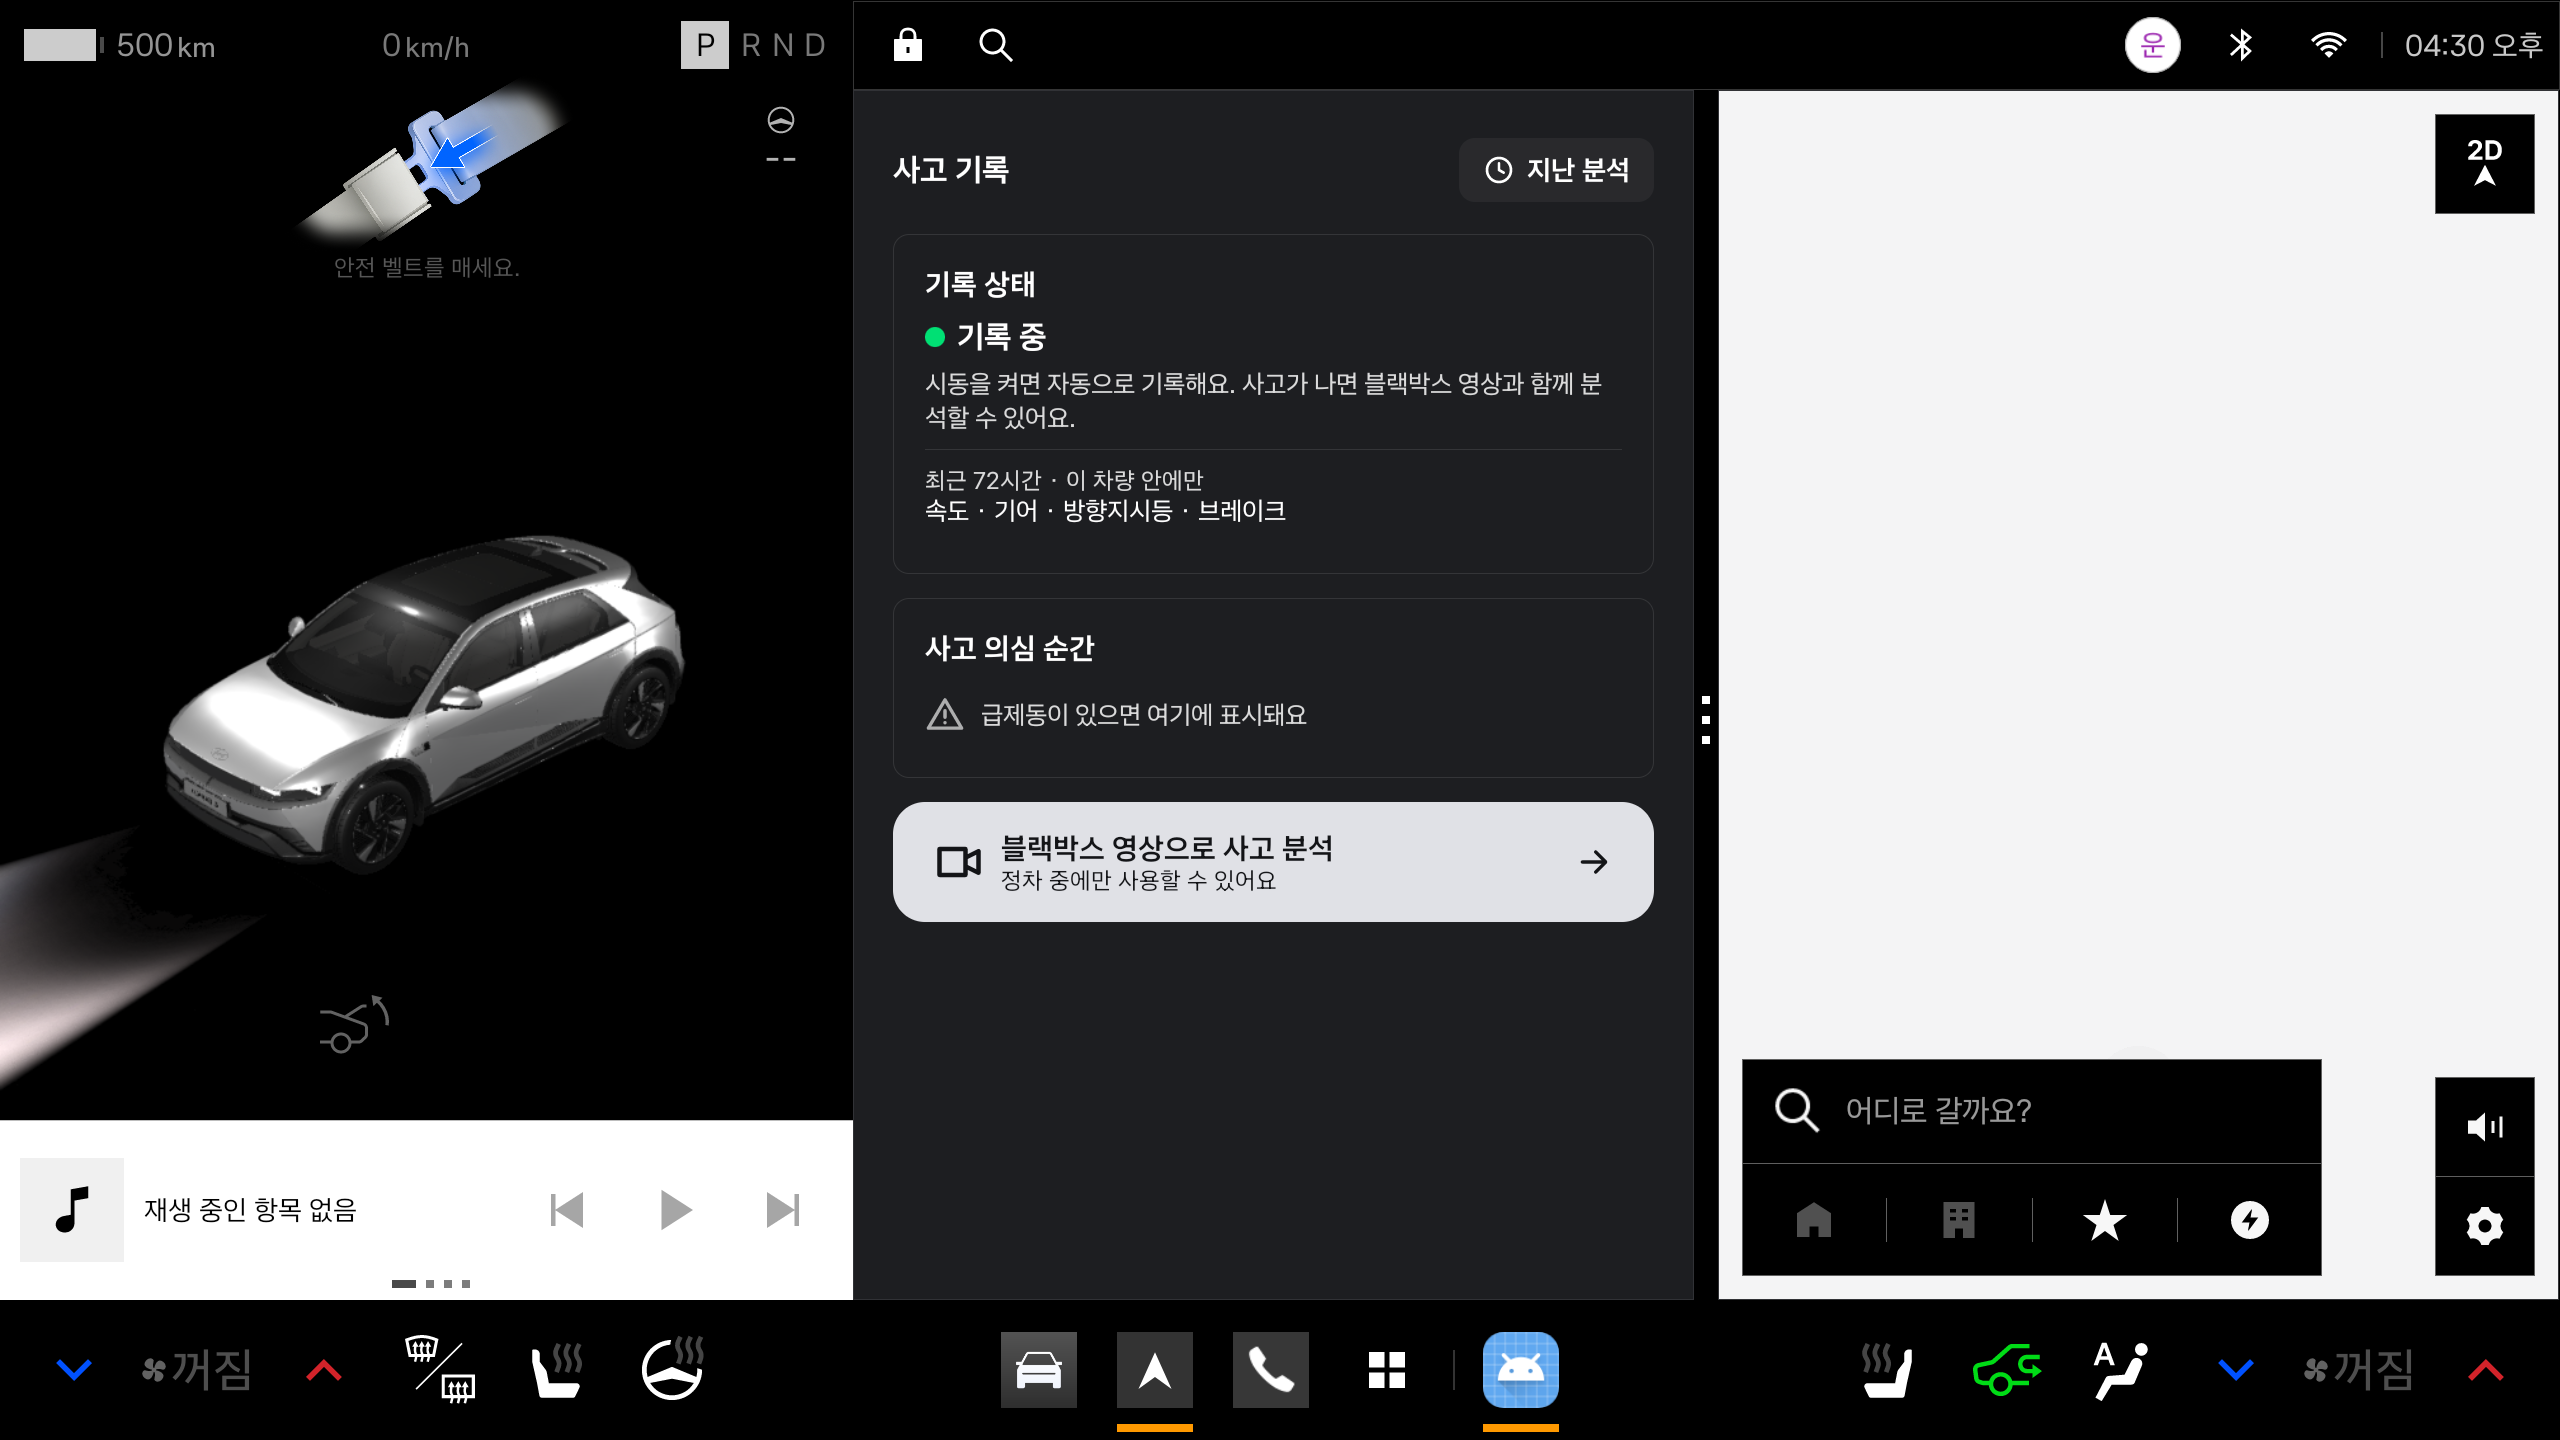 500 km
0 km/h
P R N D
운
04:30 오후
--
안전 벨트를 매세요.
사고 기록
지난 분석
2D
기록 상태
기록 중
시동을 켜면 자동으로 기록해요. 사고가 나면 블랙박스 영상과 함께 분
석할 수 있어요.
최근 72시간 · 이 차량 안에만
속도 · 기어 · 방향지시등 · 브레이크
사고 의심 순간
급제동이 있으면 여기에 표시돼요
블랙박스 영상으로 사고 분석
정차 중에만 사용할 수 있어요
어디로 갈까요?
재생 중인 항목 없음
꺼짐
A
꺼짐